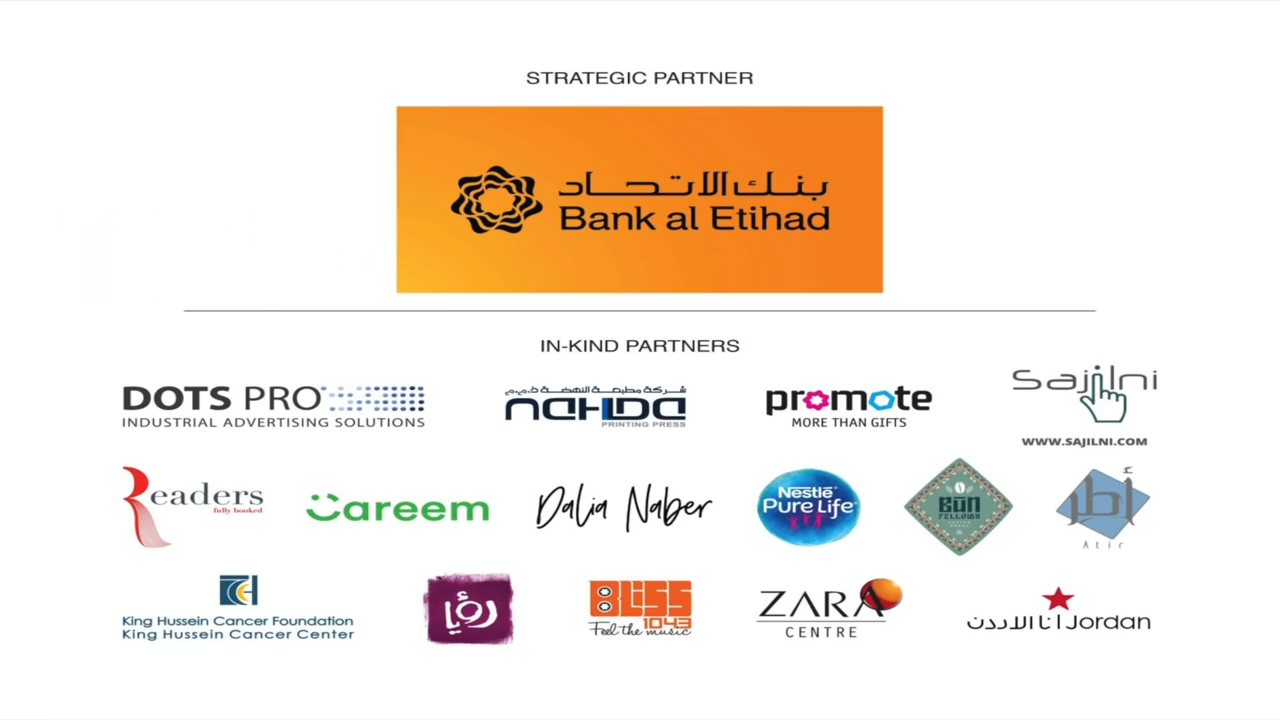 STRATEGIC PARTNER
بنك الاتحاد
Bank al Etihad
IN-KIND PARTNERS
DOTS PRO
INDUSTRIAL ADVERTISING SOLUTIONS
شركة مطبعة النهضة ذ.م.م
NAHDA
PRINTING PRESS
promote
MORE THAN GIFTS
Sajilni
WWW.SAJILNI.COM
Readers
fully booked
Careem
Dalia Naber
Nestlé
Pure Life
BÜN
FELLOWS
أطر
Atir
King Hussein Cancer Foundation
King Hussein Cancer Center
رؤيا
BLiSS
104.3
Feel the music
ZARA
CENTRE
انا الاردن Jordan